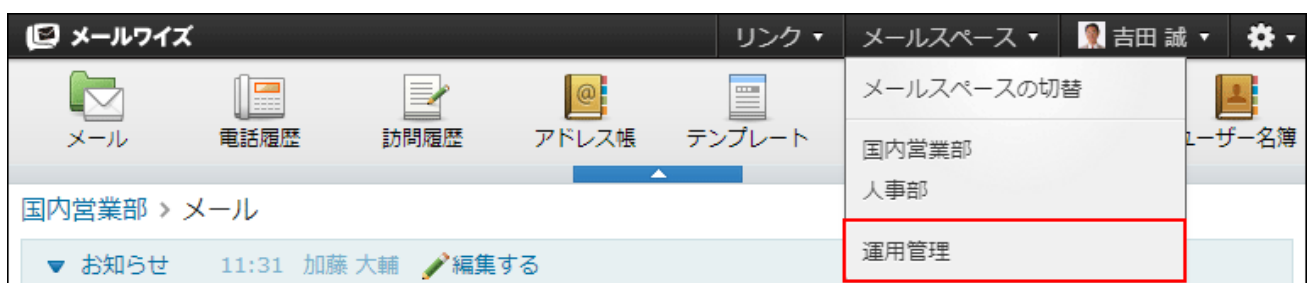 メールワイズ リンク ▼ メールスペース ▼ 吉田 誠 ▼
メール 電話履歴 訪問履歴 アドレス帳 テンプレート ーザー名簿
メールスペースの切替
国内営業部
人事部
運用管理
国内営業部 > メール
▼ お知らせ 11:31 加藤 大輔 編集する